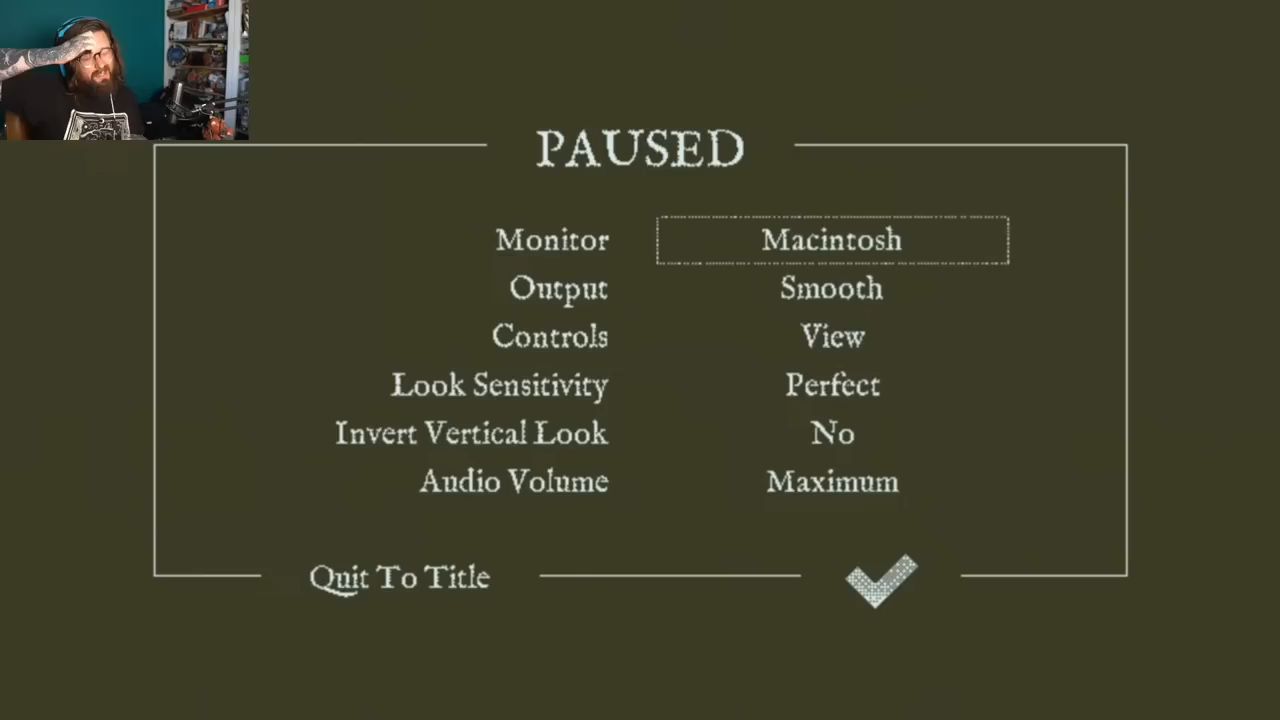 PAUSED
Monitor Macintosh
Output Smooth
Controls View
Look Sensitivity Perfect
Invert Vertical Look No
Audio Volume Maximum
Quit To Title